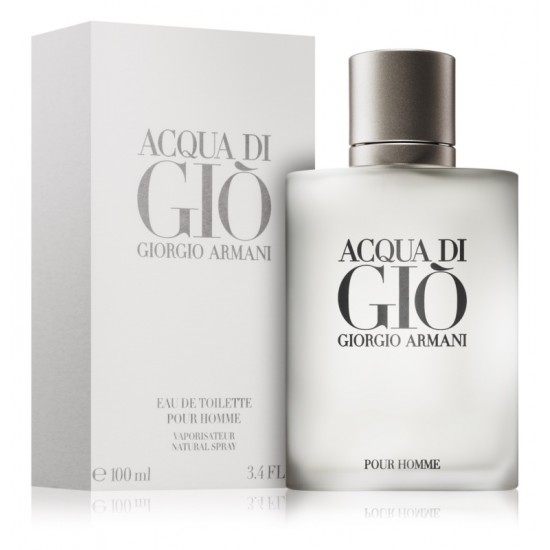 ACQUA DI
GIÒ
GIORGIO ARMANI
EAU DE TOILETTE
POUR HOMME
VAPORISATEUR
NATURAL SPRAY
℮ 100 ml
3.4 FL
ACQUA DI
GIÒ
GIORGIO ARMANI
POUR HOMME